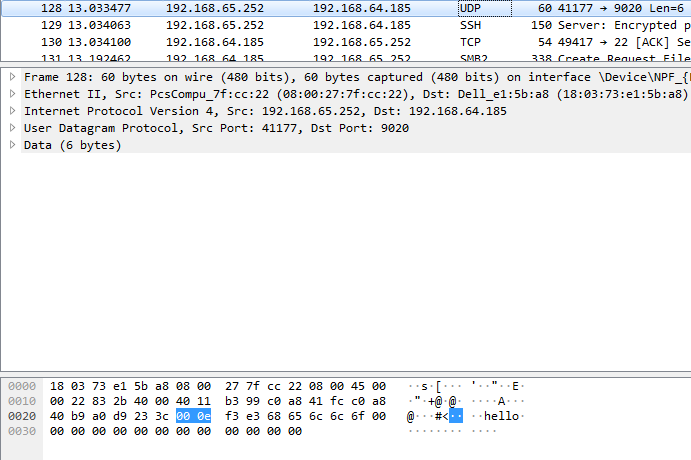 128 13.033477 192.168.65.252 192.168.64.185 UDP 60 41177 → 9020 Len=6
129 13.034063 192.168.65.252 192.168.64.185 SSH 150 Server: Encrypted p
130 13.034100 192.168.64.185 192.168.65.252 TCP 54 49417 → 22 [ACK] Se
131 13.192462 192.168.64.185 192.168.65.252 SMB2 338 Create Request File
Frame 128: 60 bytes on wire (480 bits), 60 bytes captured (480 bits) on interface \Device\NPF_{
Ethernet II, Src: PcsCompu_7f:cc:22 (08:00:27:7f:cc:22), Dst: Dell_e1:5b:a8 (18:03:73:e1:5b:a8)
Internet Protocol Version 4, Src: 192.168.65.252, Dst: 192.168.64.185
User Datagram Protocol, Src Port: 41177, Dst Port: 9020
Data (6 bytes)
0000 18 03 73 e1 5b a8 08 00 27 7f cc 22 08 00 45 00 ··s·[··· '··"··E·
0010 00 22 83 2b 40 00 40 11 b3 99 c0 a8 41 fc c0 a8 ·"·+@·@· ····A···
0020 40 b9 a0 d9 23 3c 00 0e f3 e3 68 65 6c 6c 6f 00 @···#<·· ··hello·
0030 00 00 00 00 00 00 00 00 00 00 00 00 ········ ····